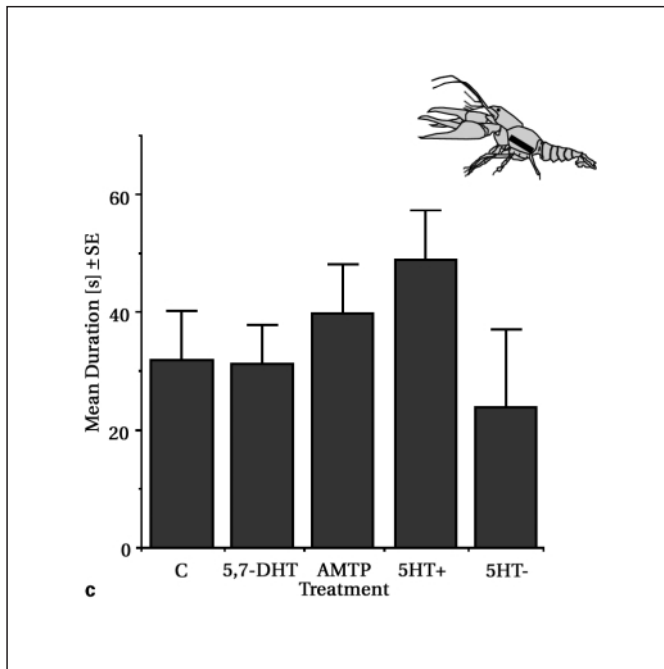 60
40
20
0
Mean Duration [s] ± SE
C 5,7-DHT AMTP 5HT+ 5HT-
Treatment
c